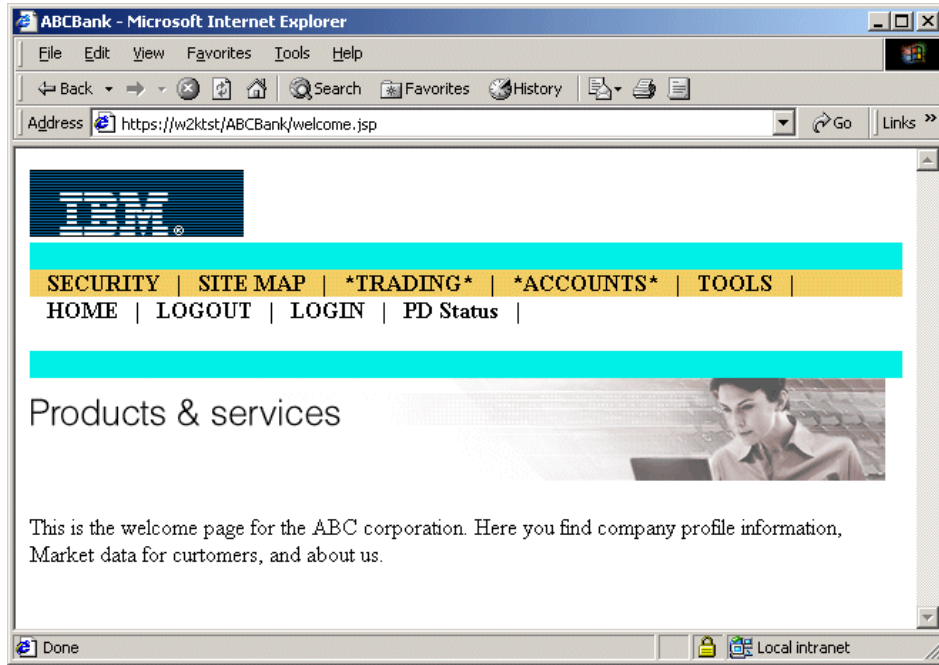 ABCBank - Microsoft Internet Explorer
File Edit View Favorites Tools Help
Back Search Favorites History
Address https://w2ktst/ABCBank/welcome.jsp Go Links »
IBM®
SECURITY | SITE MAP | *TRADING* | *ACCOUNTS* | TOOLS |
HOME | LOGOUT | LOGIN | PD Status |
Products & services
This is the welcome page for the ABC corporation. Here you find company profile information,
Market data for curtomers, and about us.
Done Local intranet